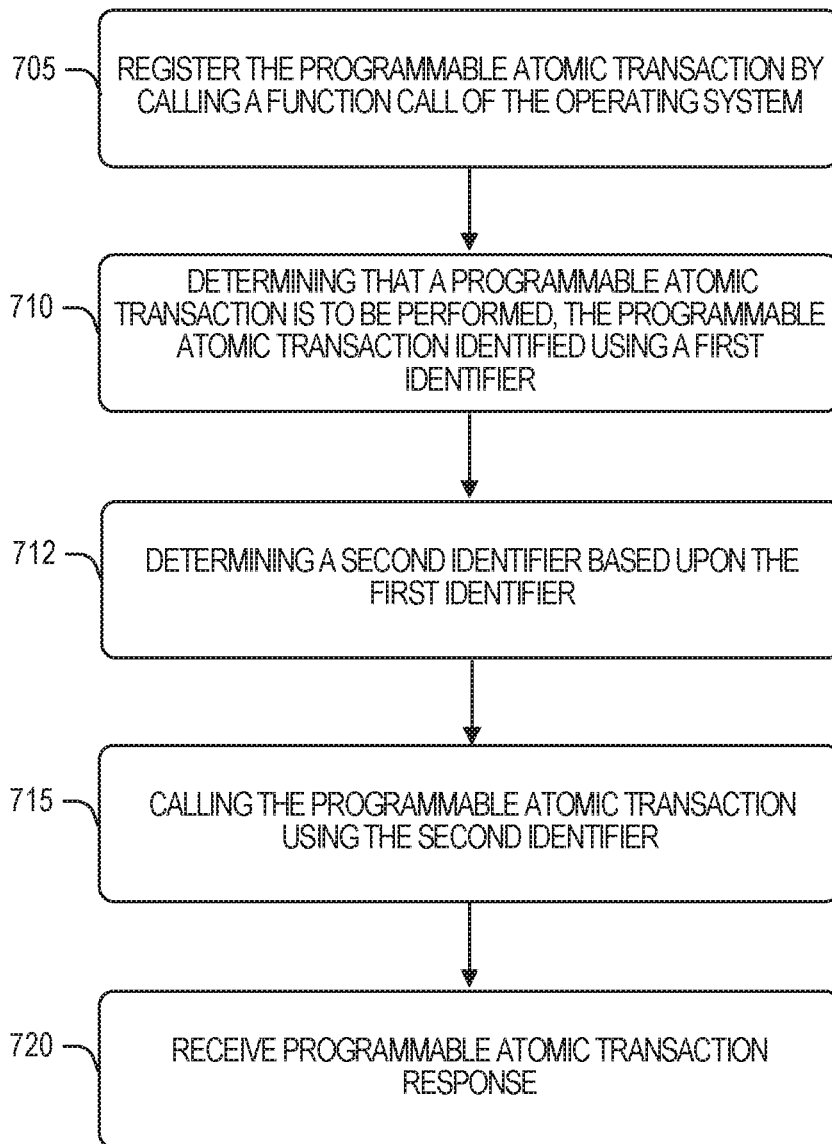 705 REGISTER THE PROGRAMMABLE ATOMIC TRANSACTION BY
CALLING A FUNCTION CALL OF THE OPERATING SYSTEM
DETERMINING THAT A PROGRAMMABLE ATOMIC
710 TRANSACTION IS TO BE PERFORMED, THE PROGRAMMABLE
ATOMIC TRANSACTION IDENTIFIED USING A FIRST
IDENTIFIER
712 DETERMINING A SECOND IDENTIFIER BASED UPON THE
FIRST IDENTIFIER
715 CALLING THE PROGRAMMABLE ATOMIC TRANSACTION
USING THE SECOND IDENTIFIER
720 RECEIVE PROGRAMMABLE ATOMIC TRANSACTION
RESPONSE